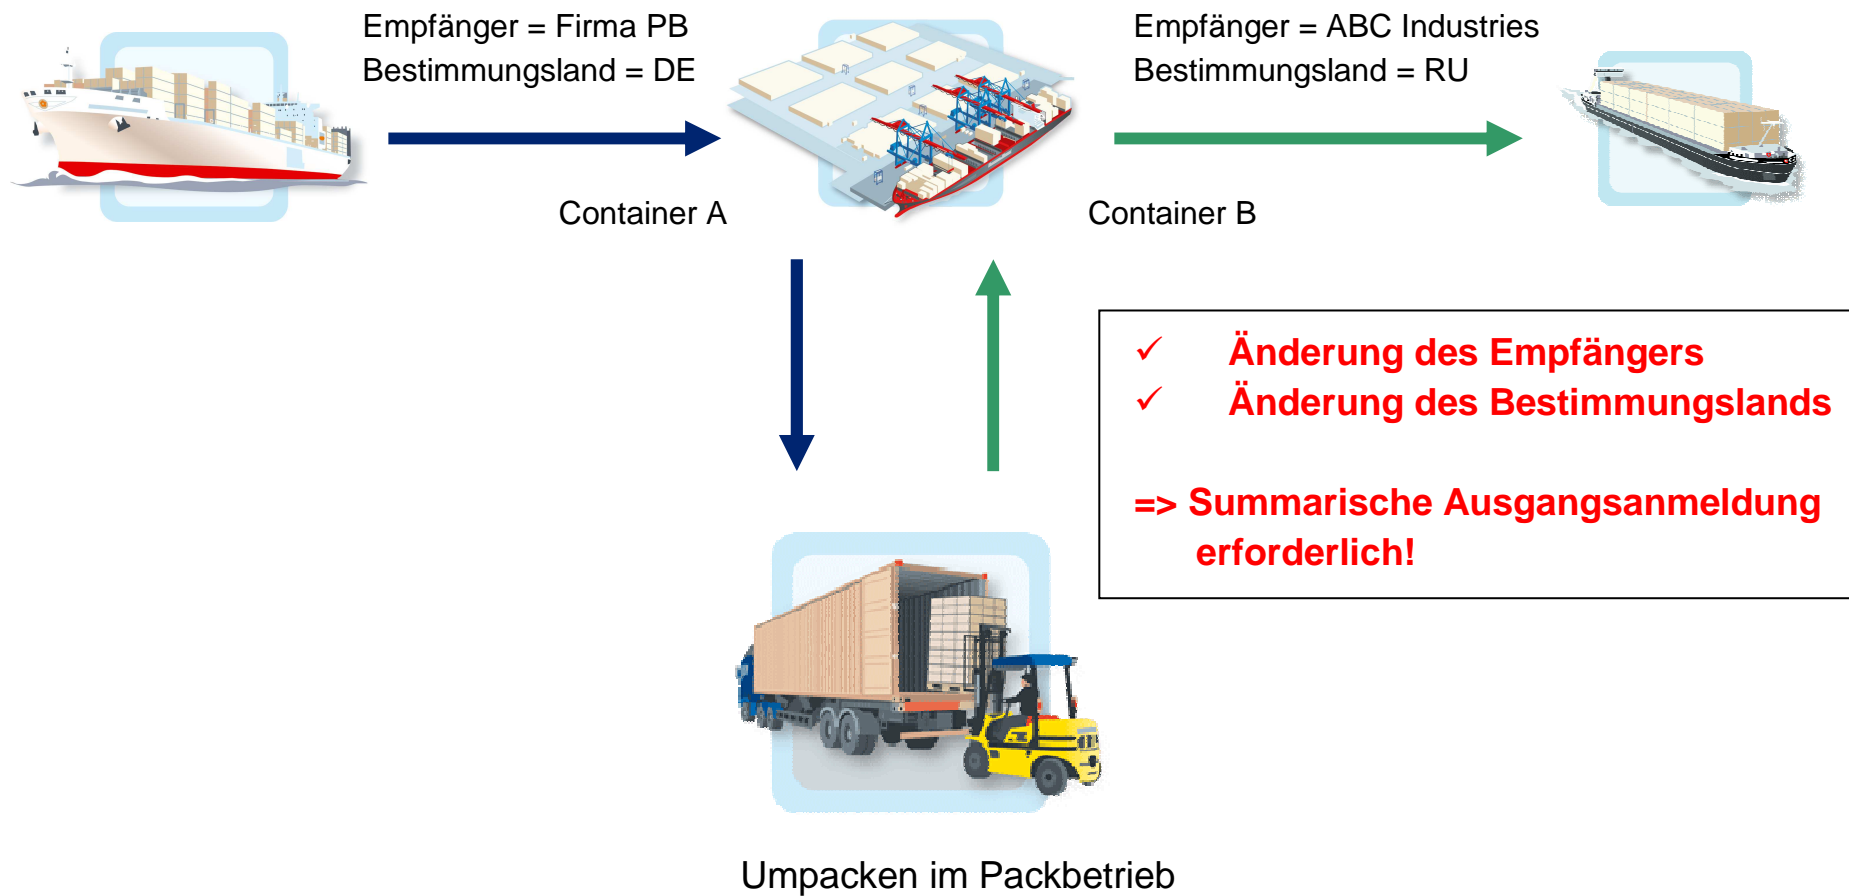 Empfänger = Firma PB
Bestimmungsland = DE
Empfänger = ABC Industries
Bestimmungsland = RU
Container A
Container B
✓ Änderung des Empfängers
✓ Änderung des Bestimmungslands
=> Summarische Ausgangsanmeldung
erforderlich!
Umpacken im Packbetrieb